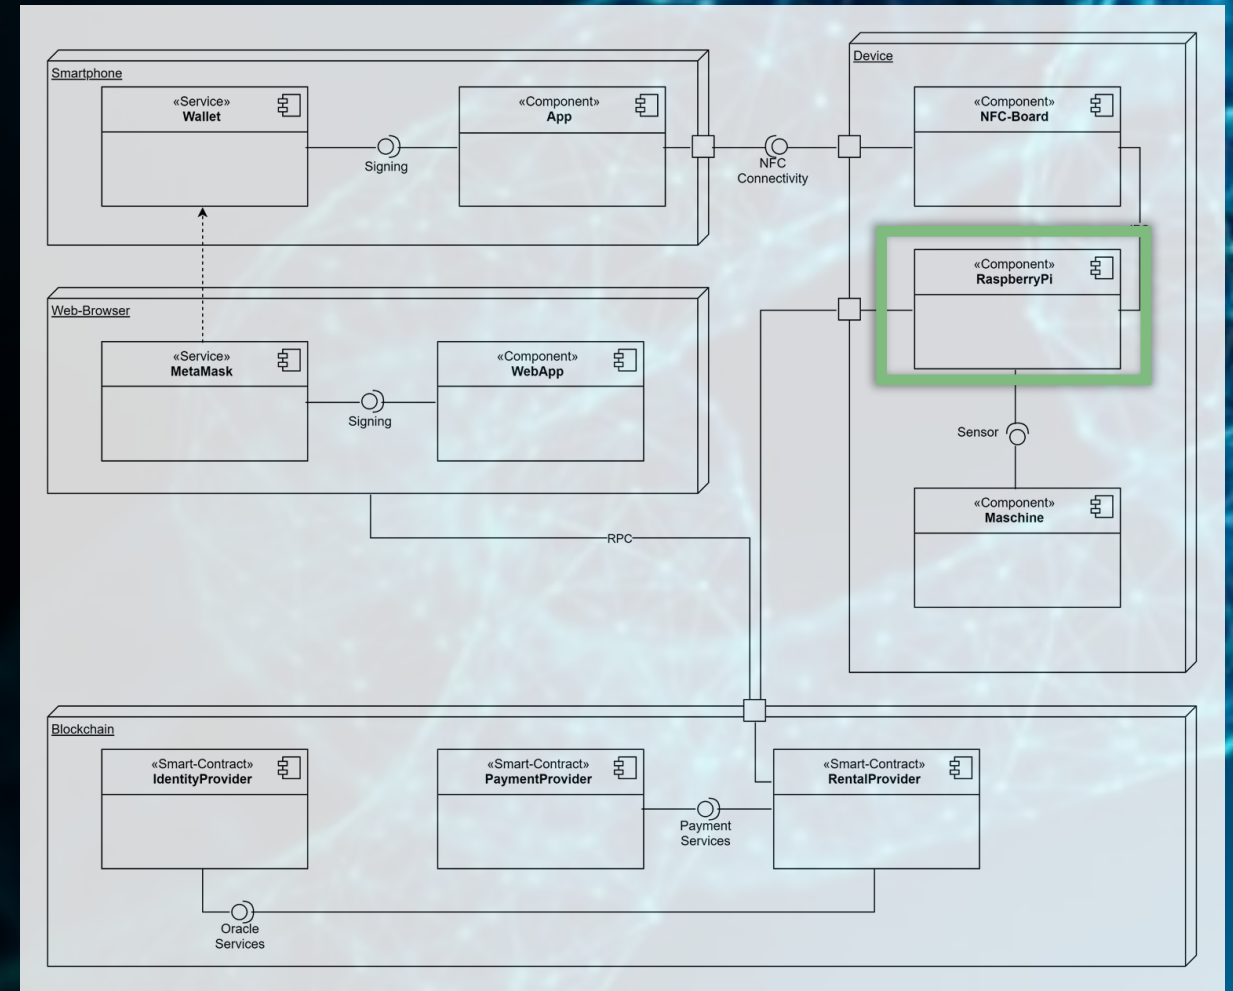 Smartphone
«Service»
Wallet
Signing
«Component»
App
NFC
Connectivity
Device
«Component»
NFC-Board
«Component»
RaspberryPi
Sensor
«Component»
Maschine
Web-Browser
«Service»
MetaMask
Signing
«Component»
WebApp
RPC
Blockchain
«Smart-Contract»
IdentityProvider
«Smart-Contract»
PaymentProvider
Payment
Services
«Smart-Contract»
RentalProvider
Oracle
Services